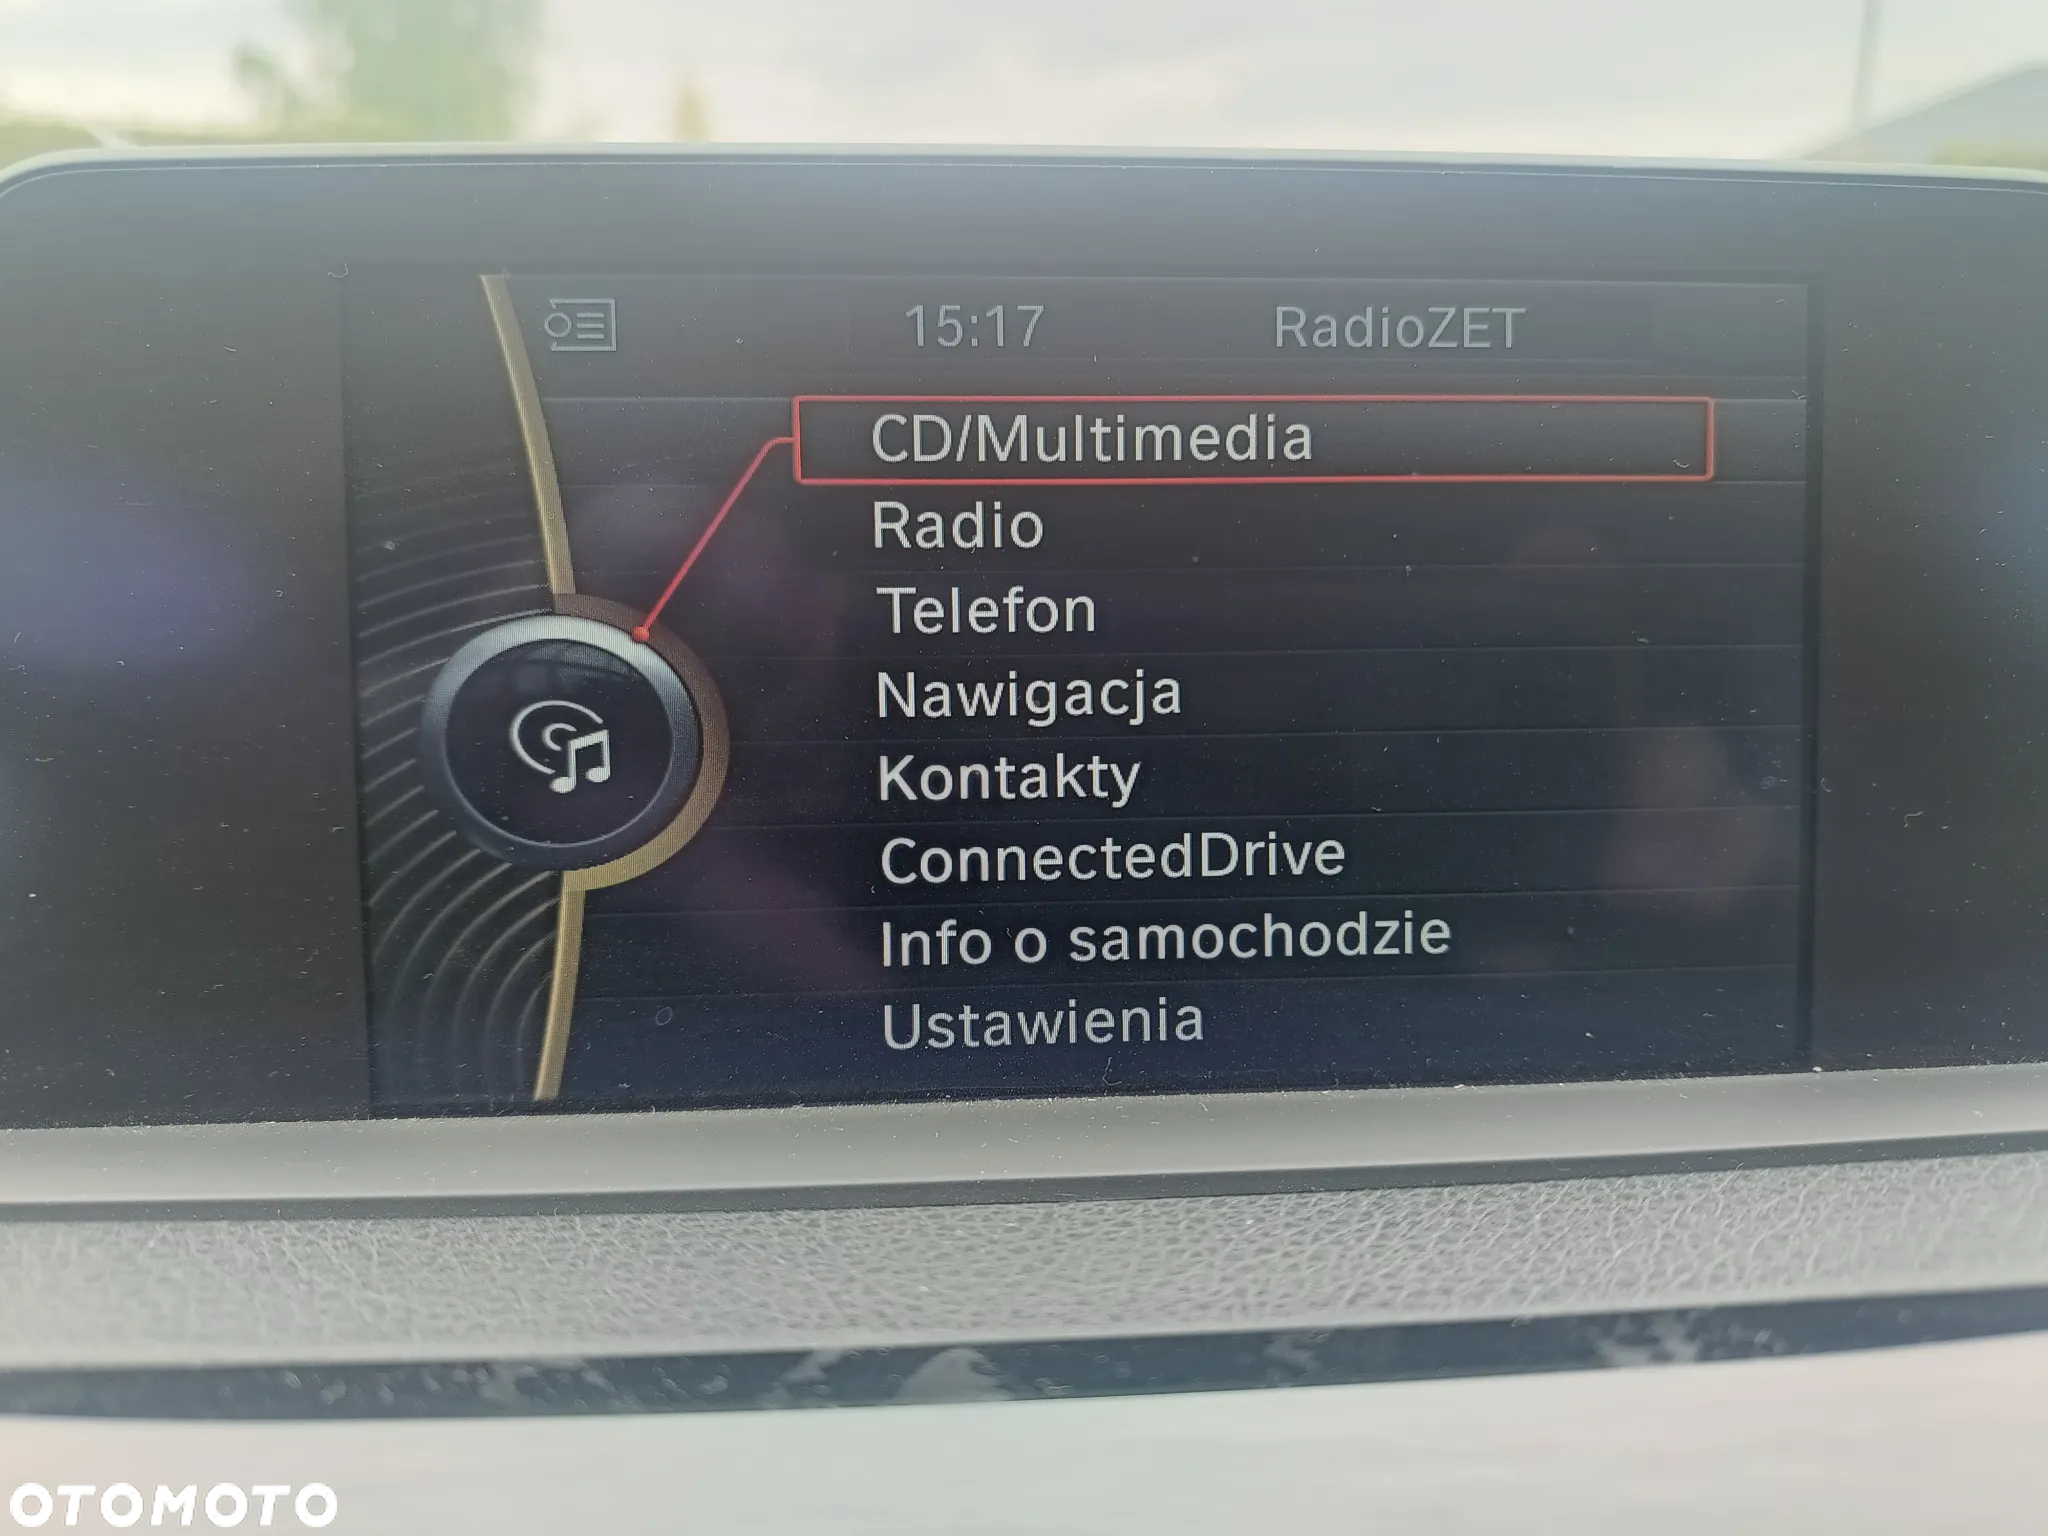 15:17 RadioZET
CD/Multimedia
Radio
Telefon
Nawigacja
Kontakty
ConnectedDrive
Info o samochodzie
Ustawienia
OTOMOTO